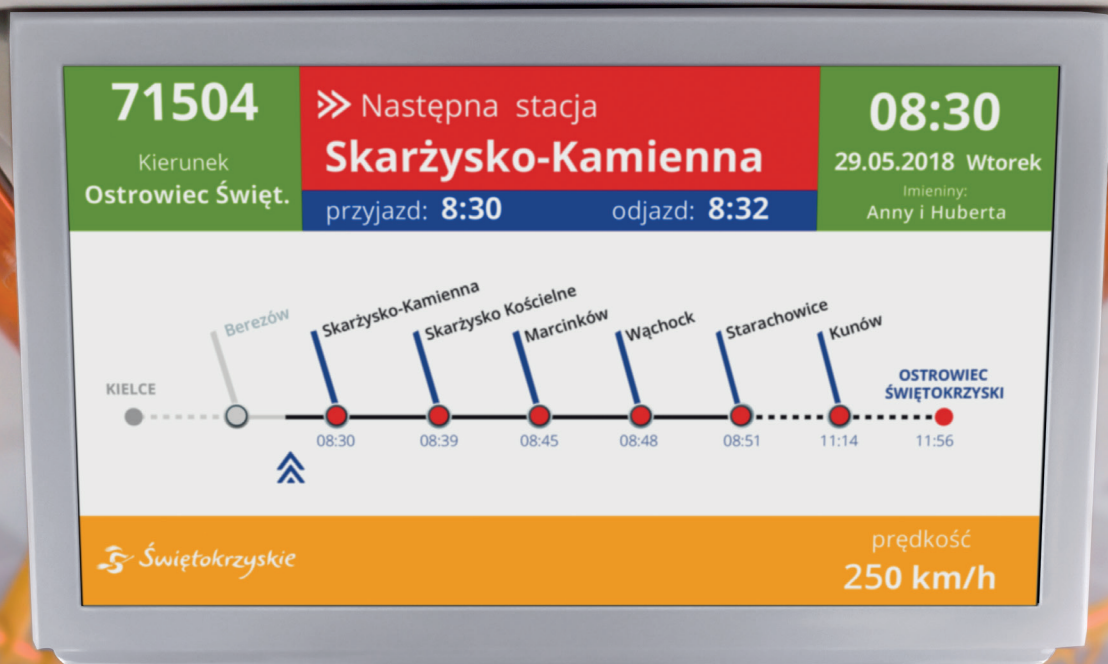 71504
Kierunek
Ostrowiec Święt.
Następna stacja
Skarżysko-Kamienna
przyjazd: 8:30
odjazd: 8:32
08:30
29.05.2018 Wtorek
Imieniny:
Anny i Huberta
KIELCE
Berezów
Skarżysko-Kamienna
Skarżysko Kościelne
Marcinków
Wąchock
Starachowice
Kunów
OSTROWIEC
ŚWIĘTOKRZYSKI
08:30
08:39
08:45
08:48
08:51
11:14
11:56
Świętokrzyskie
prędkość
250 km/h